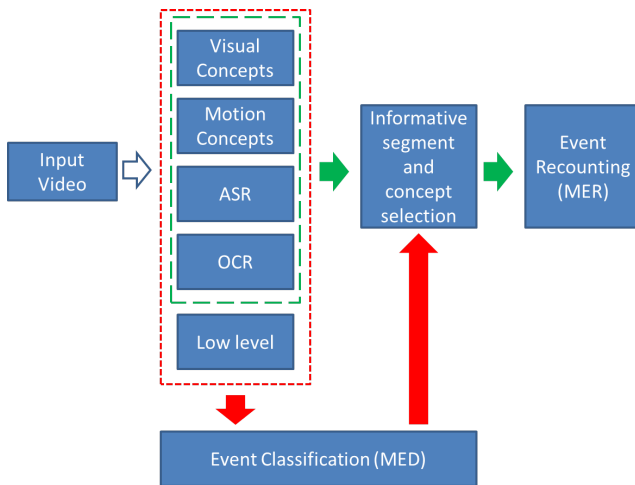 Visual
Concepts
Motion
Concepts
ASR
OCR
Low level
Input
Video
Informative
segment
and
concept
selection
Event
Recounting
(MER)
Event Classification (MED)